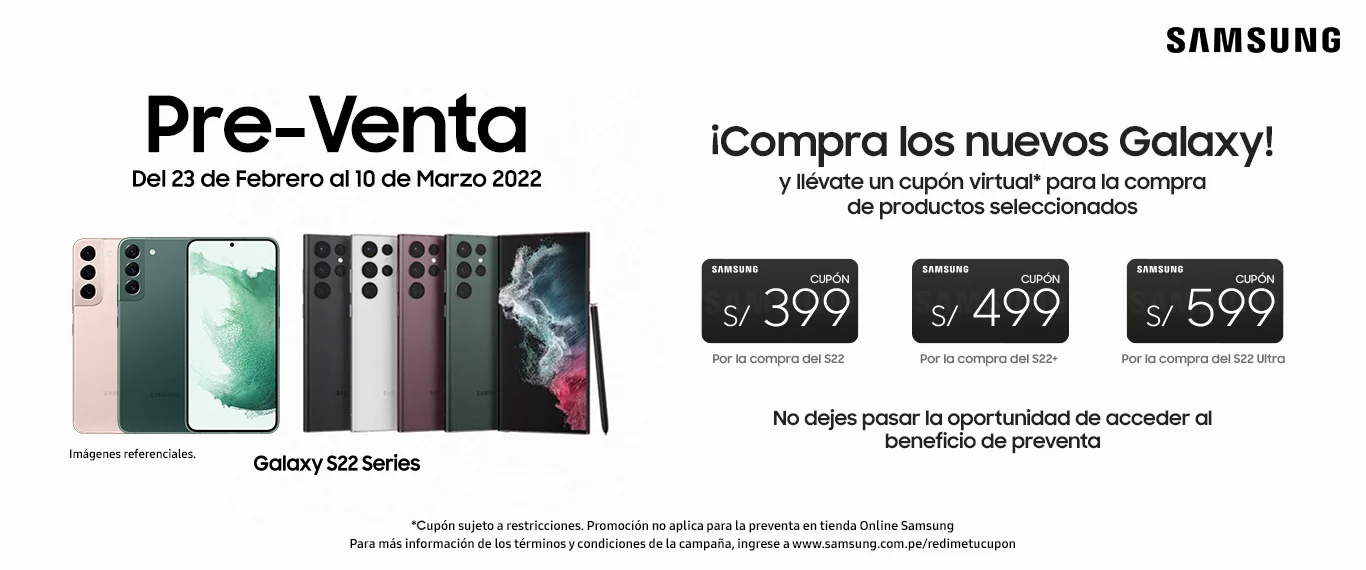 SAMSUNG
Pre-Venta
Del 23 de Febrero al 10 de Marzo 2022
Imágenes referenciales.
Galaxy S22 Series
¡Compra los nuevos Galaxy!
y llévate un cupón virtual* para la compra
de productos seleccionados
SAMSUNG
CUPÓN
S/ 399
Por la compra del S22
SAMSUNG
CUPÓN
S/ 499
Por la compra del S22+
SAMSUNG
CUPÓN
S/ 599
Por la compra del S22 Ultra
No dejes pasar la oportunidad de acceder al
beneficio de preventa
*Cupón sujeto a restricciones. Promoción no aplica para la preventa en tienda Online Samsung
Para más información de los términos y condiciones de la campaña, ingrese a www.samsung.com.pe/redimetucupon